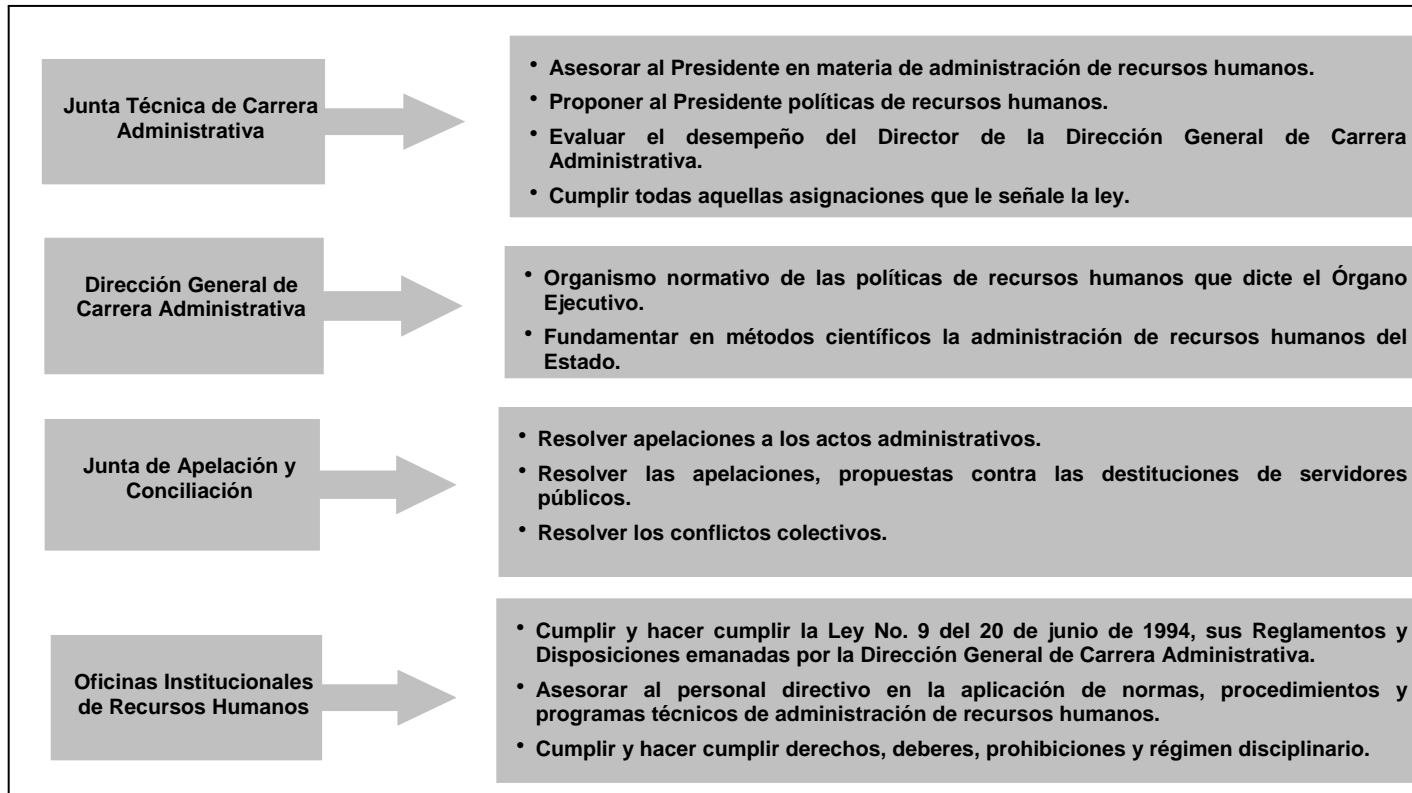 Junta Técnica de Carrera
Administrativa
• Asesorar al Presidente en materia de administración de recursos humanos.
• Proponer al Presidente políticas de recursos humanos.
• Evaluar el desempeño del Director de la Dirección General de Carrera
Administrativa.
• Cumplir todas aquellas asignaciones que le señale la ley.
Dirección General de
Carrera Administrativa
• Organismo normativo de las políticas de recursos humanos que dicte el Órgano
Ejecutivo.
• Fundamentar en métodos científicos la administración de recursos humanos del
Estado.
Junta de Apelación y
Conciliación
• Resolver apelaciones a los actos administrativos.
• Resolver las apelaciones, propuestas contra las destituciones de servidores
públicos.
• Resolver los conflictos colectivos.
Oficinas Institucionales
de Recursos Humanos
• Cumplir y hacer cumplir la Ley No. 9 del 20 de junio de 1994, sus Reglamentos y
Disposiciones emanadas por la Dirección General de Carrera Administrativa.
• Asesorar al personal directivo en la aplicación de normas, procedimientos y
programas técnicos de administración de recursos humanos.
• Cumplir y hacer cumplir derechos, deberes, prohibiciones y régimen disciplinario.